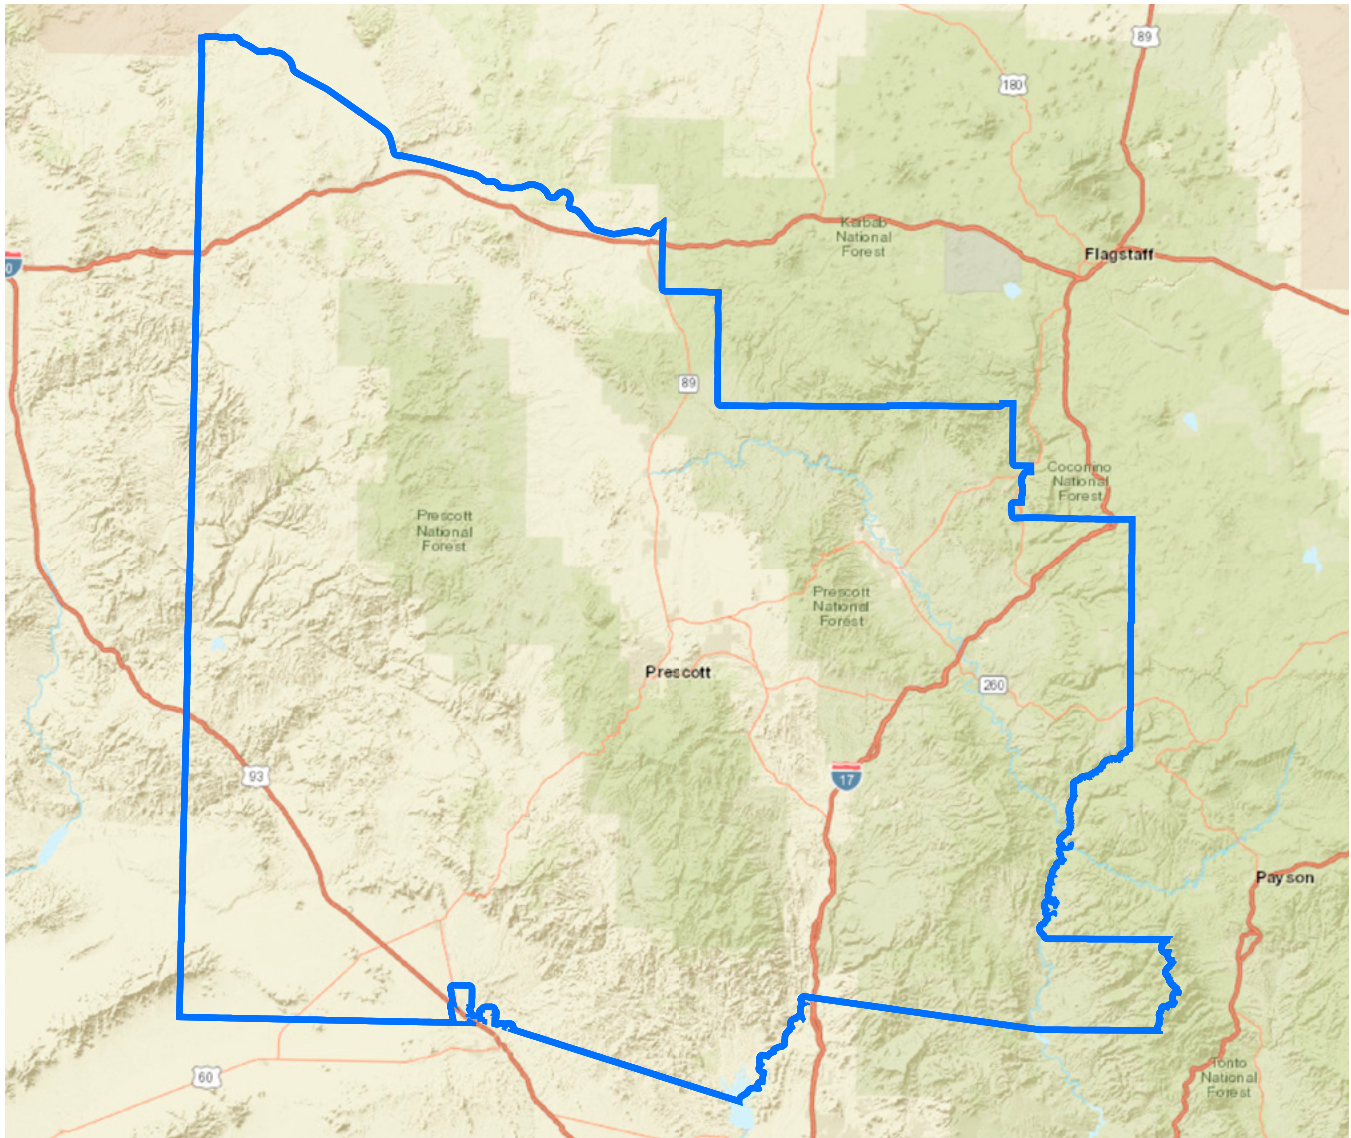 89
180
Kaibab
National
Forest
Flagstaff
0
89
Coconino
National
Forest
Prescott
National
Forest
Prescott
National
Forest
Prescott
260
93
17
Payson
60
Tonto
National
Forest